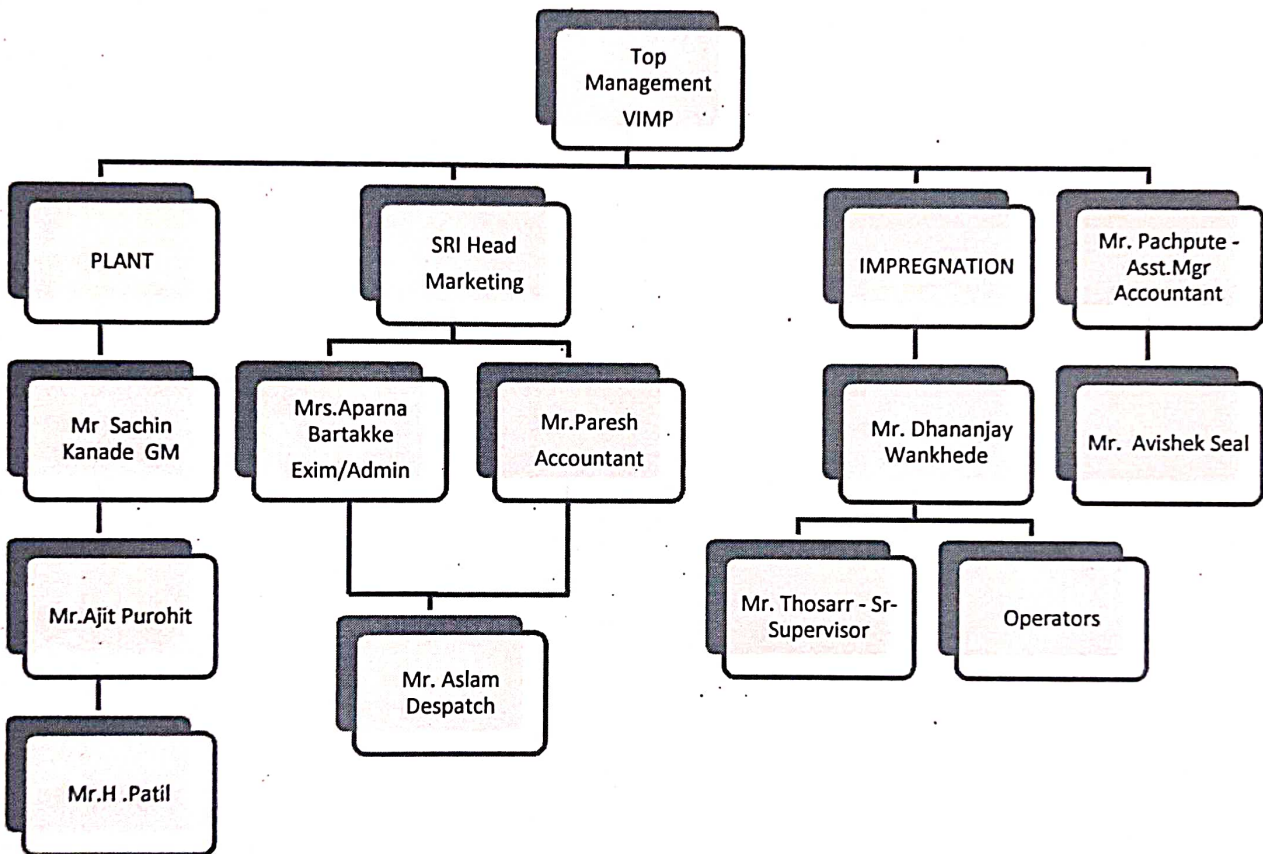 Top
Management
VIMP
PLANT
SRI Head
Marketing
IMPREGNATION
Mr. Pachpute -
Asst.Mgr
Accountant
Mr Sachin
Kanade GM
Mrs.Aparna
Bartakke
Exim/Admin
Mr.Paresh
Accountant
Mr. Dhananjay
Wankhede
Mr. Avishek Seal
Mr.Ajit Purohit
Mr. Aslam
Despatch
Mr. Thosarr - Sr-
Supervisor
Operators
Mr.H .Patil